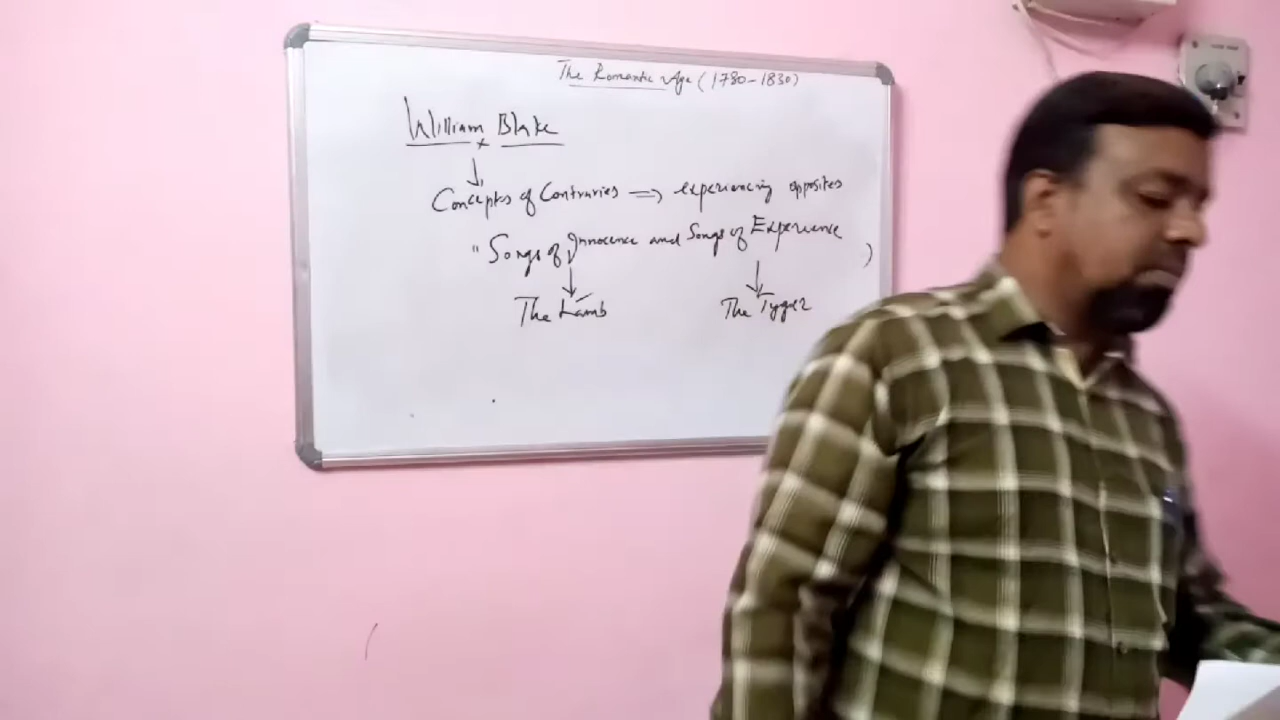 The Romantic Age (1780-1830)
William Blake
Concepts of Contraries ⇒ experiencing opposites
"Songs of Innocence and Songs of Experience
The Lamb The Tyger